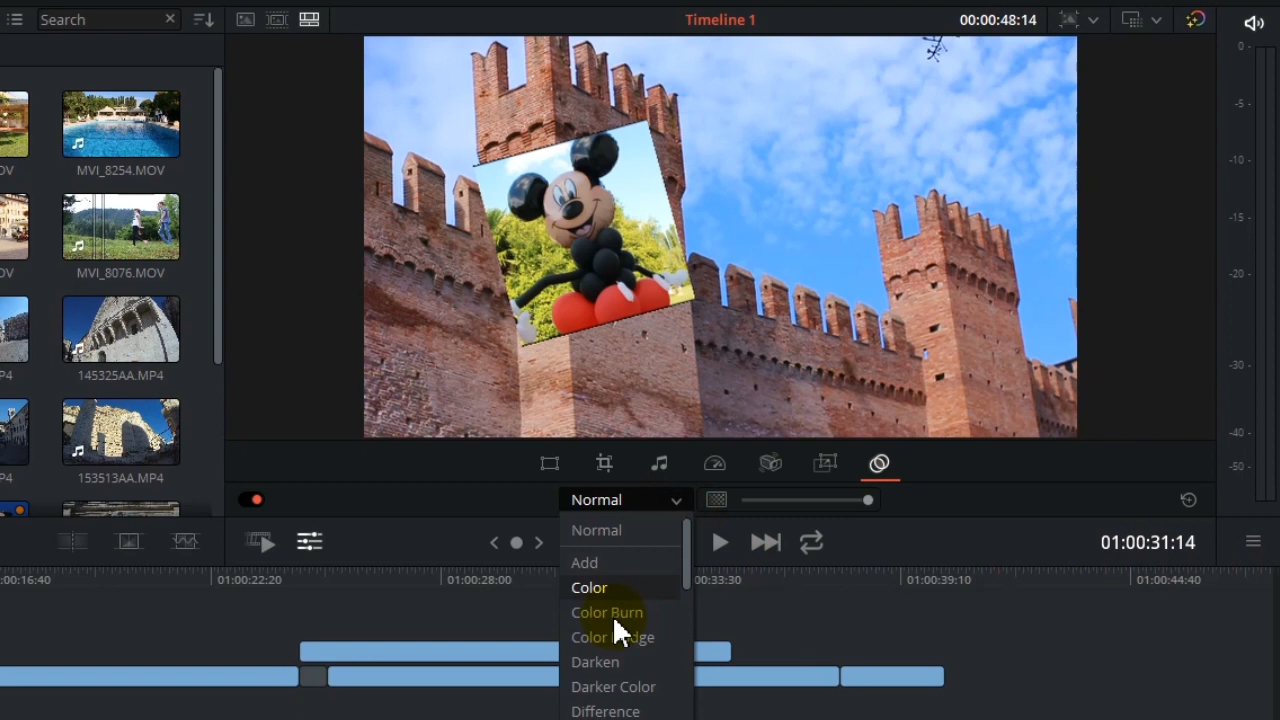 Search
Timeline 1
00:00:48:14
0
-5
-10
-15
-20
-30
-40
-50
OV
MVI_8254.MOV
OV
MVI_8076.MOV
P4
145325AA.MP4
P4
153513AA.MP4
Normal
Normal
Add
Color
Color Burn
Darken
Darker Color
Difference
01:00:31:14
:00:16:40
01:00:22:20
01:00:28:00
00:33:30
01:00:39:10
01:00:44:40